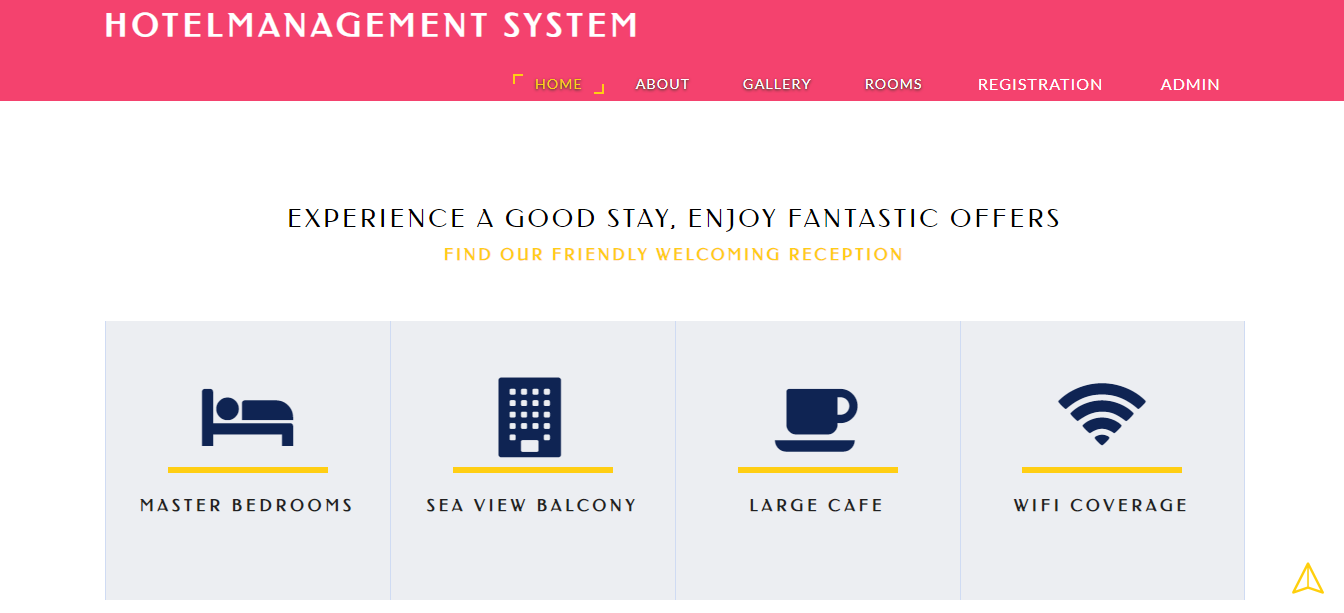 HOTELMANAGEMENT SYSTEM
HOME ABOUT GALLERY ROOMS REGISTRATION ADMIN
EXPERIENCE A GOOD STAY, ENJOY FANTASTIC OFFERS
FIND OUR FRIENDLY WELCOMING RECEPTION
MASTER BEDROOMS SEA VIEW BALCONY LARGE CAFE WIFI COVERAGE